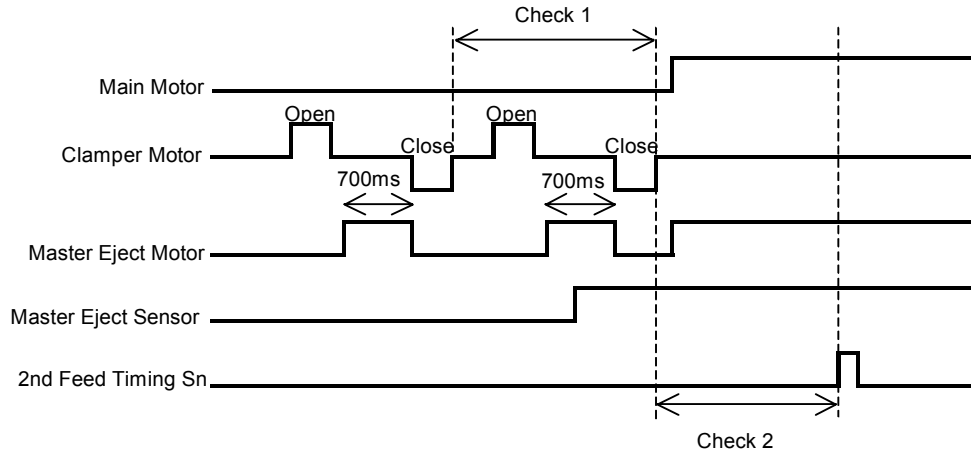 Check 1
Main Motor
Open
Open
Clamper Motor
Close
Close
700ms
700ms
Master Eject Motor
Master Eject Sensor
2nd Feed Timing Sn
Check 2